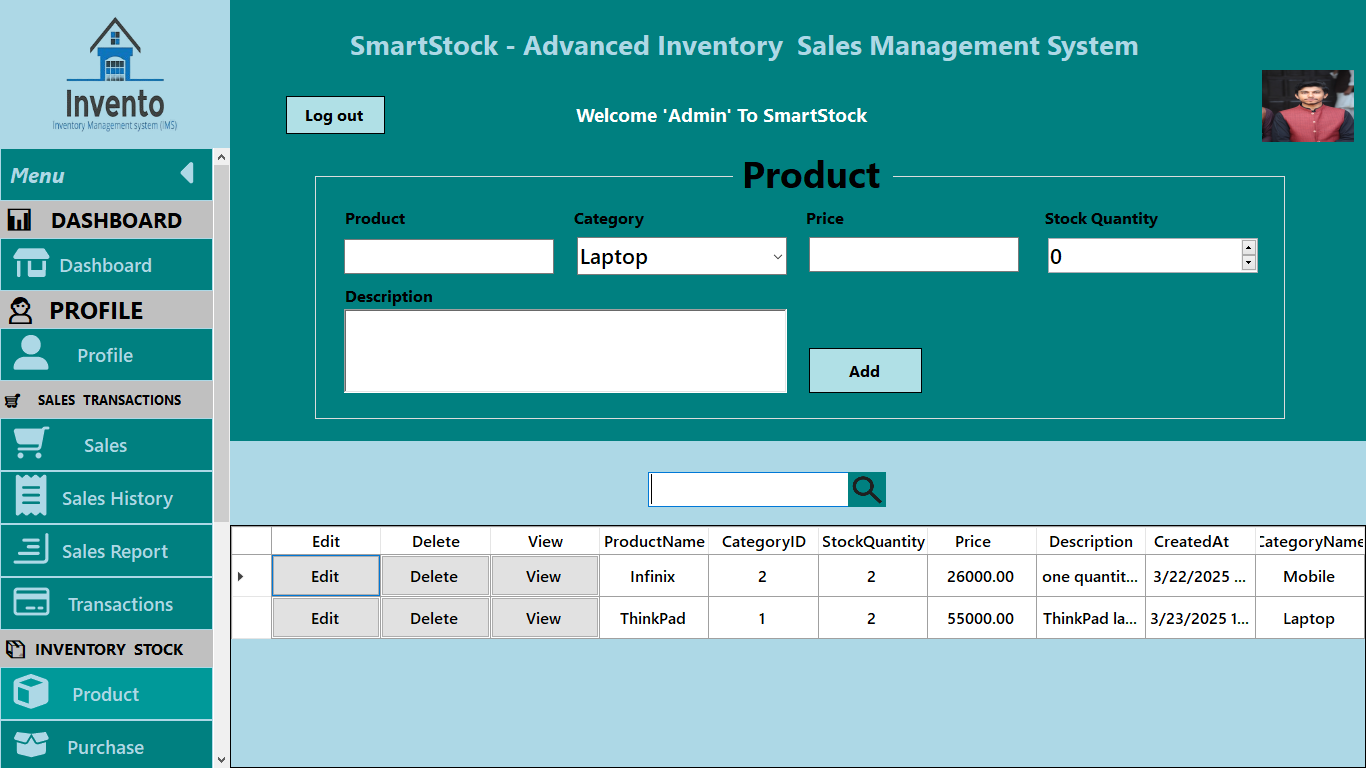 Invento
Inventory Management system (IMS)
SmartStock - Advanced Inventory  Sales Management System
Log out
Welcome 'Admin' To SmartStock
Menu
DASHBOARD
Dashboard
PROFILE
Profile
SALES TRANSACTIONS
Sales
Sales History
Sales Report
Transactions
INVENTORY STOCK
Product
Purchase
Product
Product Category Price Stock Quantity
Laptop 0
Description
Add
Edit Delete View ProductName CategoryID StockQuantity Price Description CreatedAt CategoryName
Edit Delete View Infinix 2 2 26000.00 one quantit... 3/22/2025 ... Mobile
Edit Delete View ThinkPad 1 2 55000.00 ThinkPad la... 3/23/2025 1... Laptop